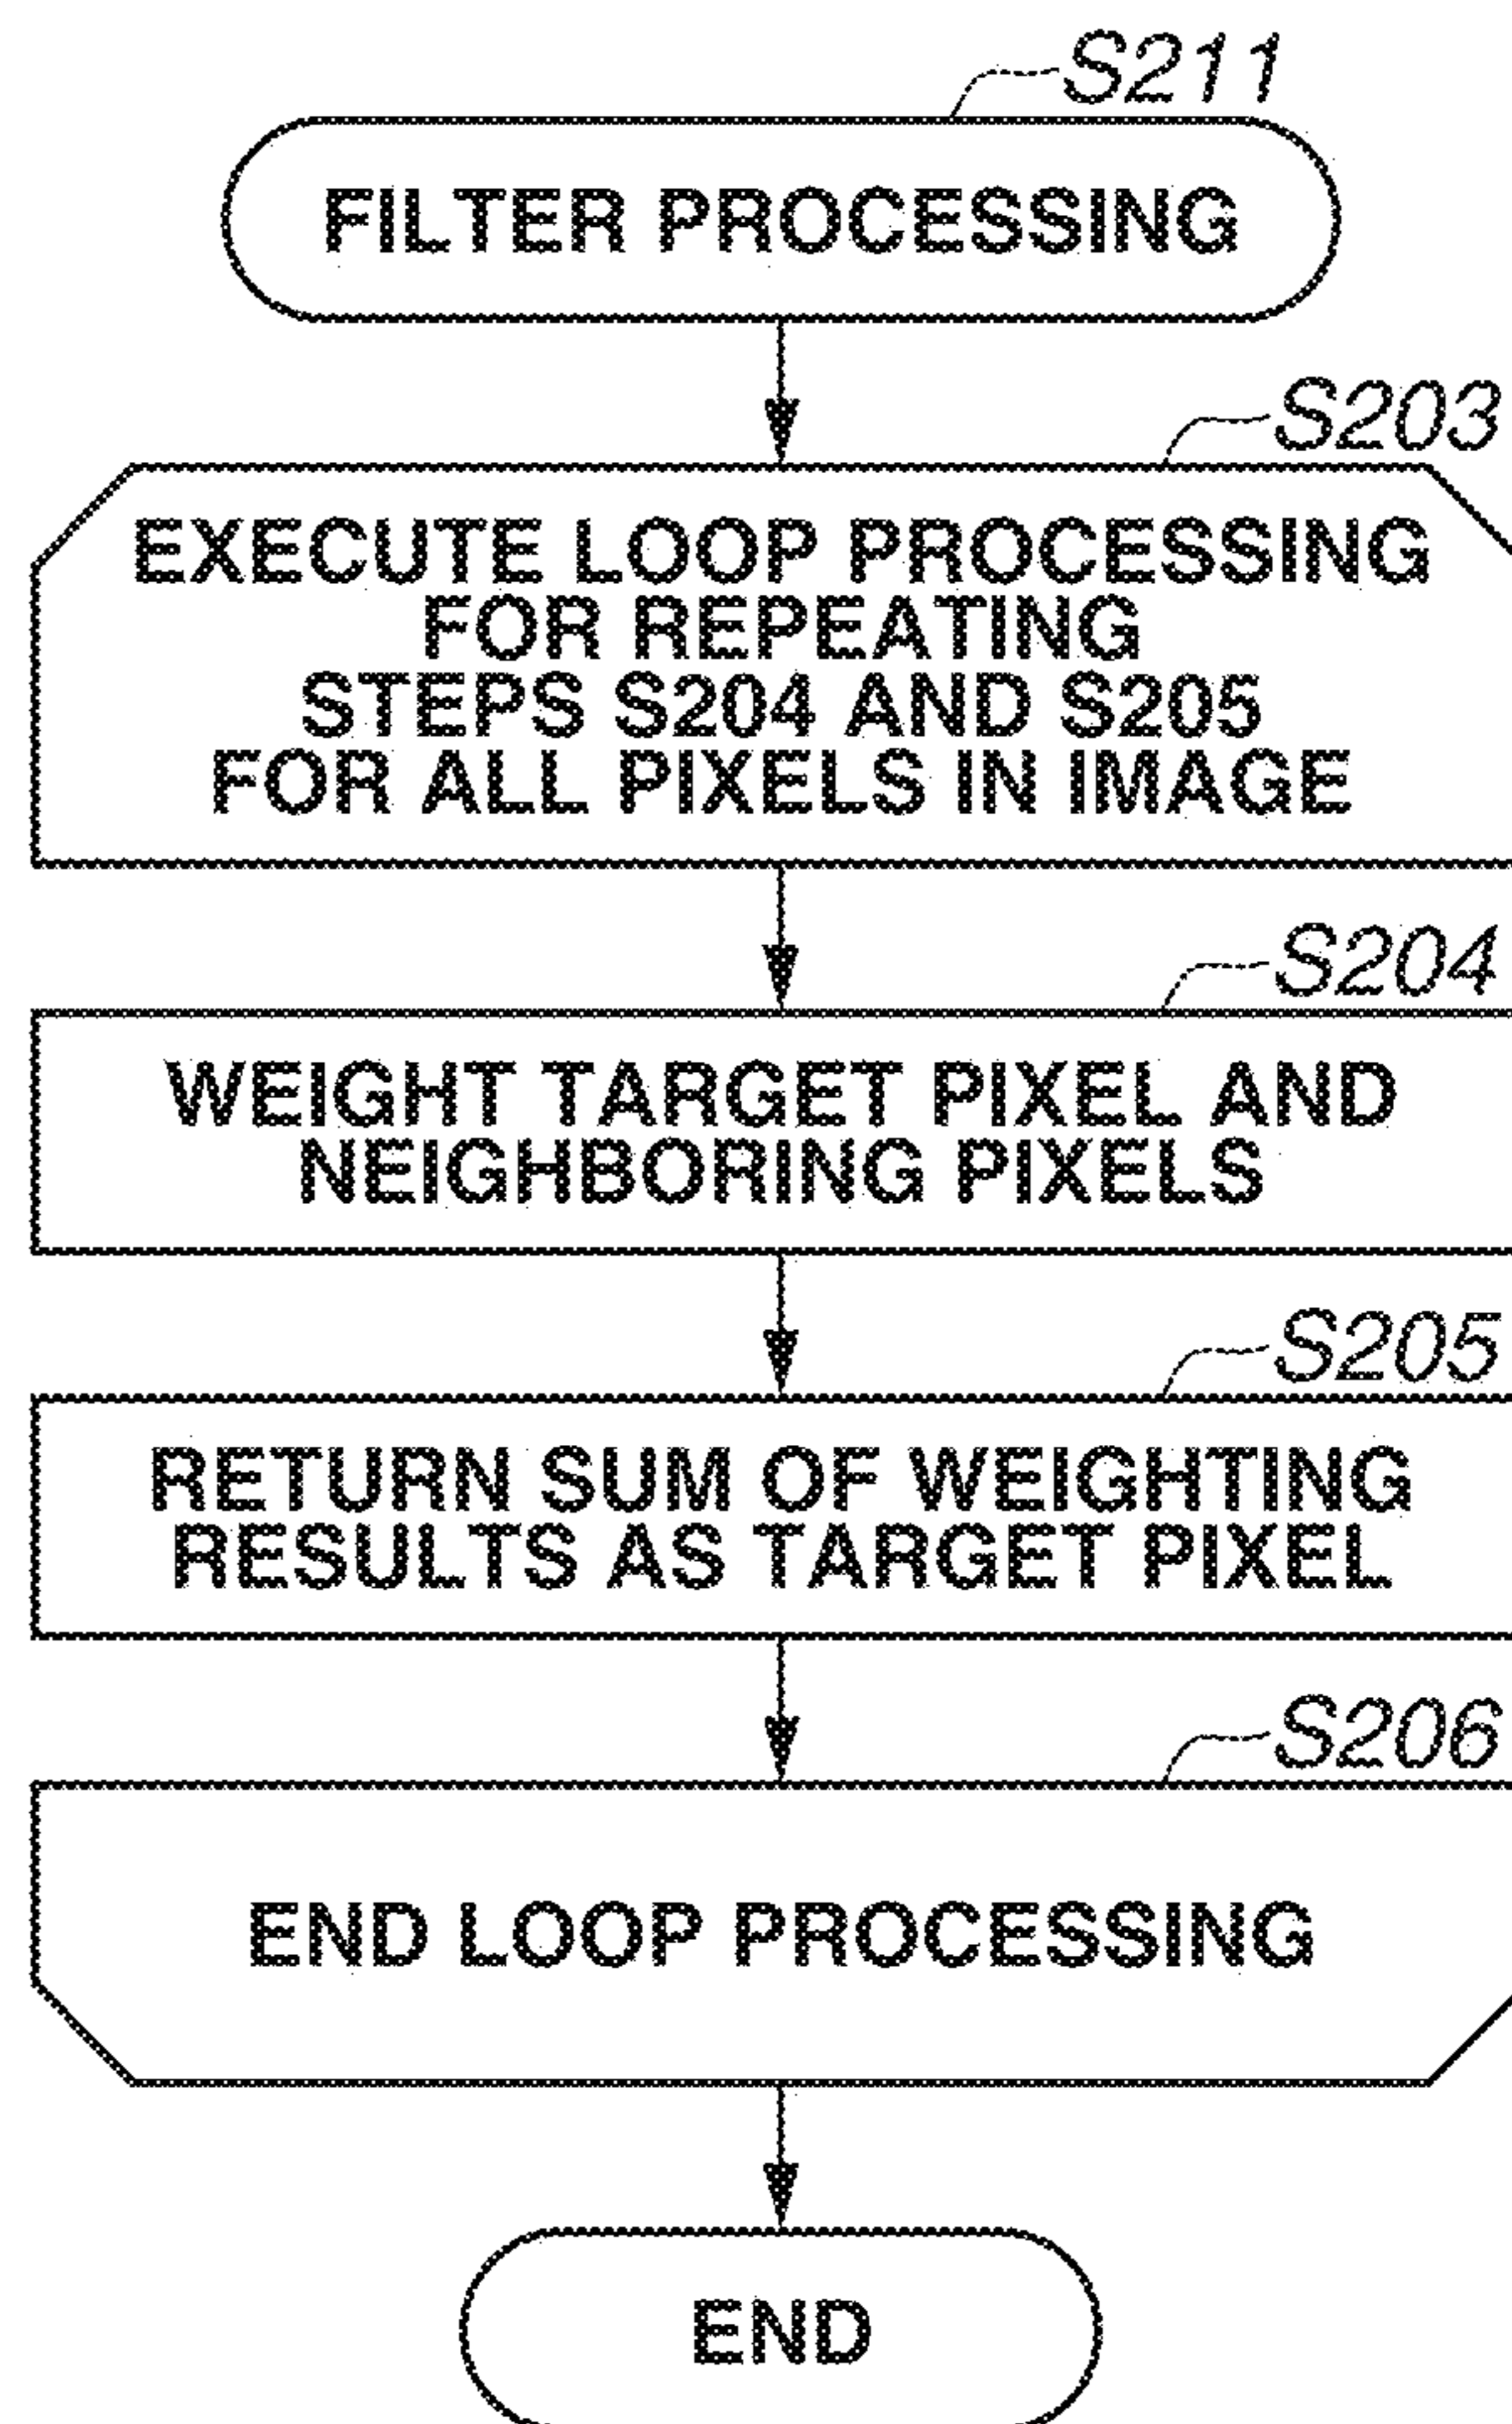 S211
FILTER PROCESSING
S203
EXECUTE LOOP PROCESSING
FOR REPEATING
STEPS S204 AND S205
FOR ALL PIXELS IN IMAGE
S204
WEIGHT TARGET PIXEL AND
NEIGHBORING PIXELS
S205
RETURN SUM OF WEIGHTING
RESULTS AS TARGET PIXEL
S206
END LOOP PROCESSING
END